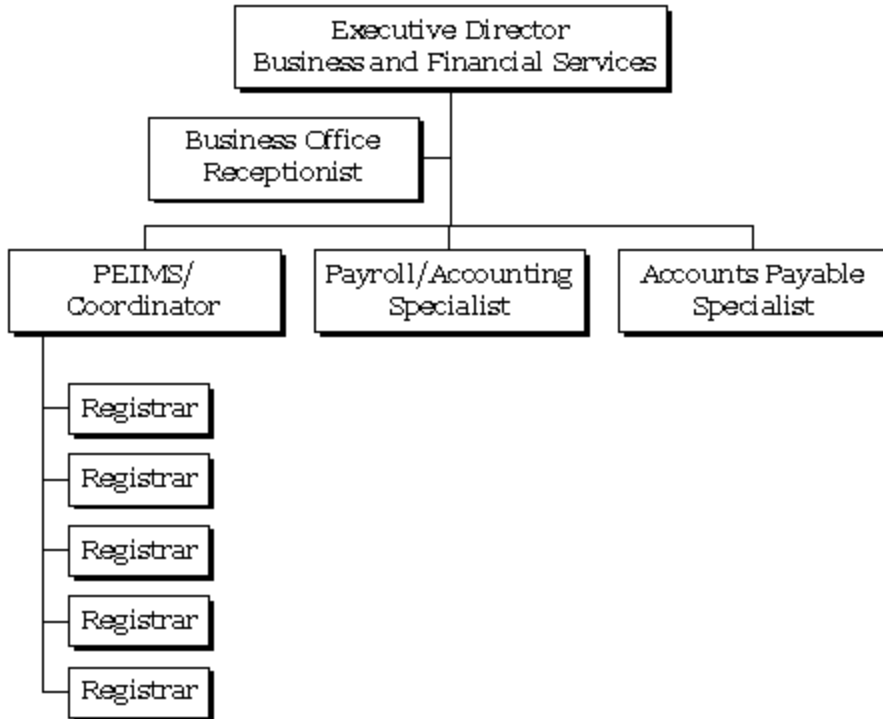 Executive Director
Business and Financial Services
Business Office
Receptionist
PEIMS/
Coordinator
Payroll/Accounting
Specialist
Accounts Payable
Specialist
Registrar
Registrar
Registrar
Registrar
Registrar